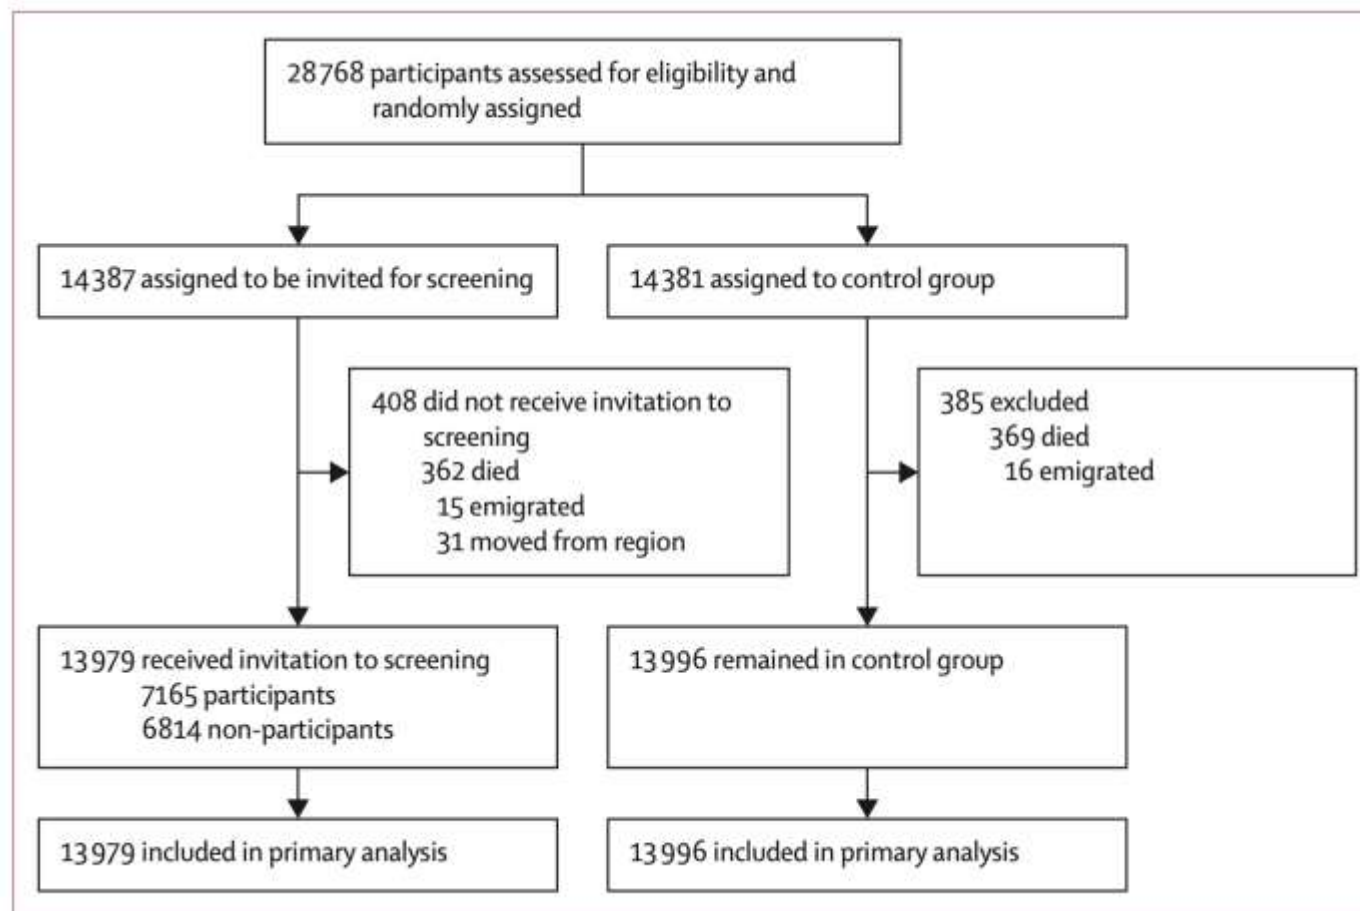 28768 participants assessed for eligibility and
randomly assigned
14387 assigned to be invited for screening
14381 assigned to control group
408 did not receive invitation to
screening
362 died
15 emigrated
31 moved from region
385 excluded
369 died
16 emigrated
13979 received invitation to screening
7165 participants
6814 non-participants
13996 remained in control group
13979 included in primary analysis
13996 included in primary analysis